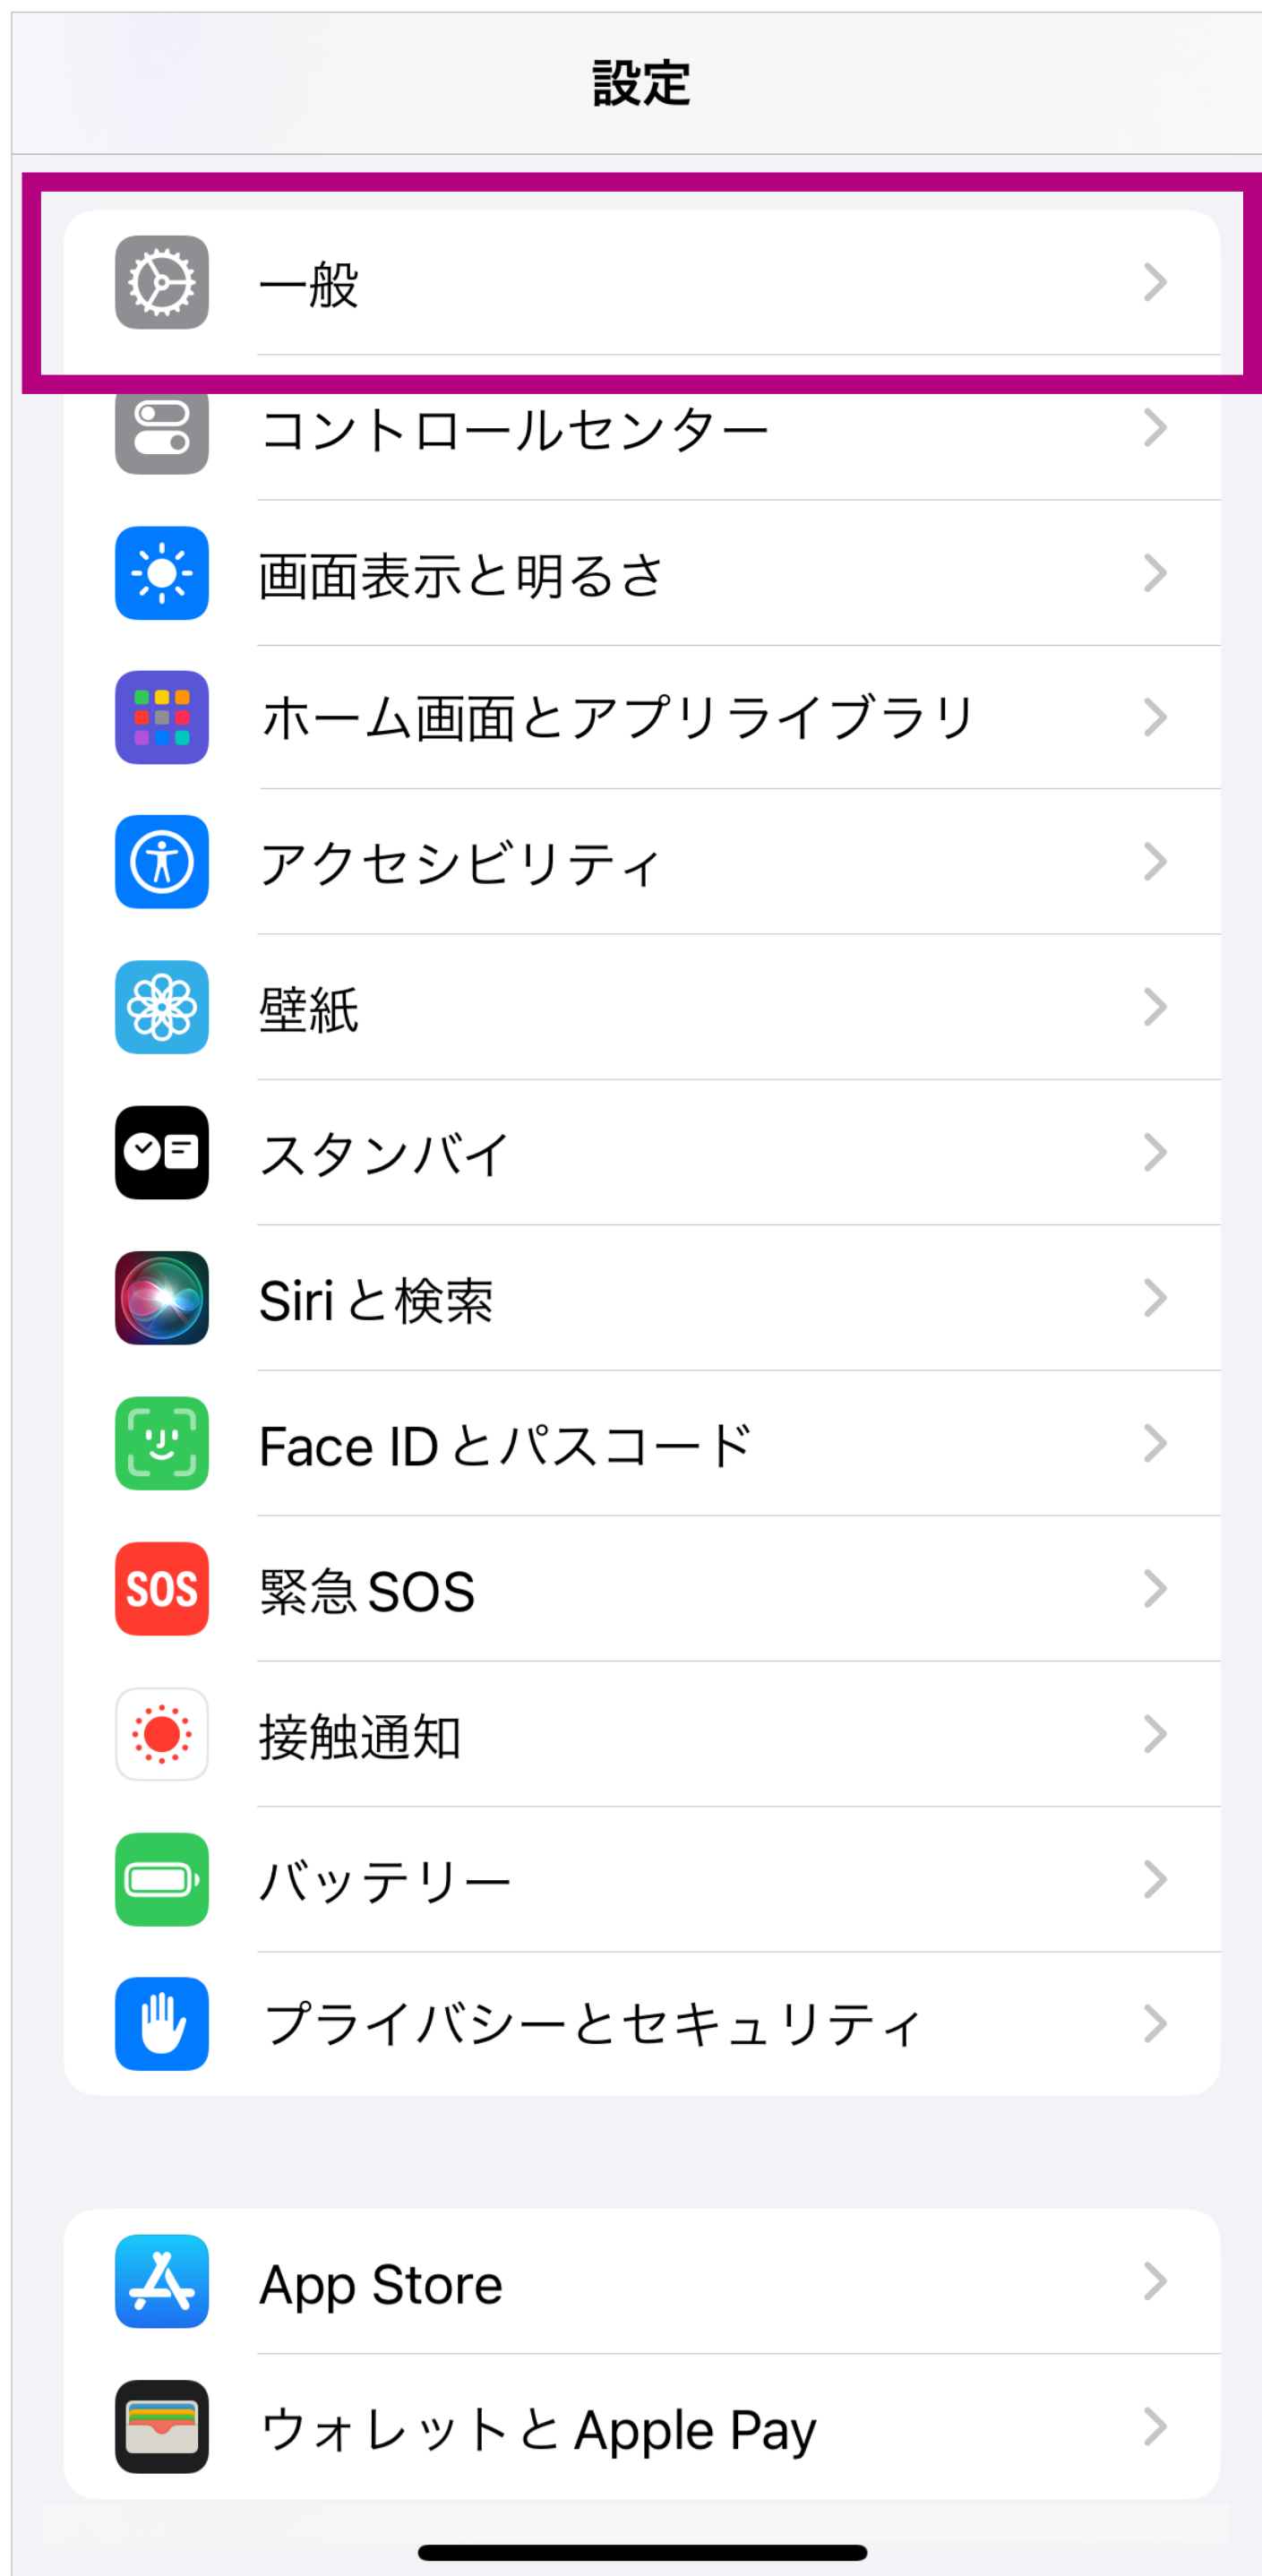 設定
一般
コントロールセンター
画面表示と明るさ
ホーム画面とアプリライブラリ
アクセシビリティ
壁紙
スタンバイ
Siriと検索
Face IDとパスコード
SOS 緊急SOS
接触通知
バッテリー
プライバシーとセキュリティ
App Store
ウォレットとApple Pay